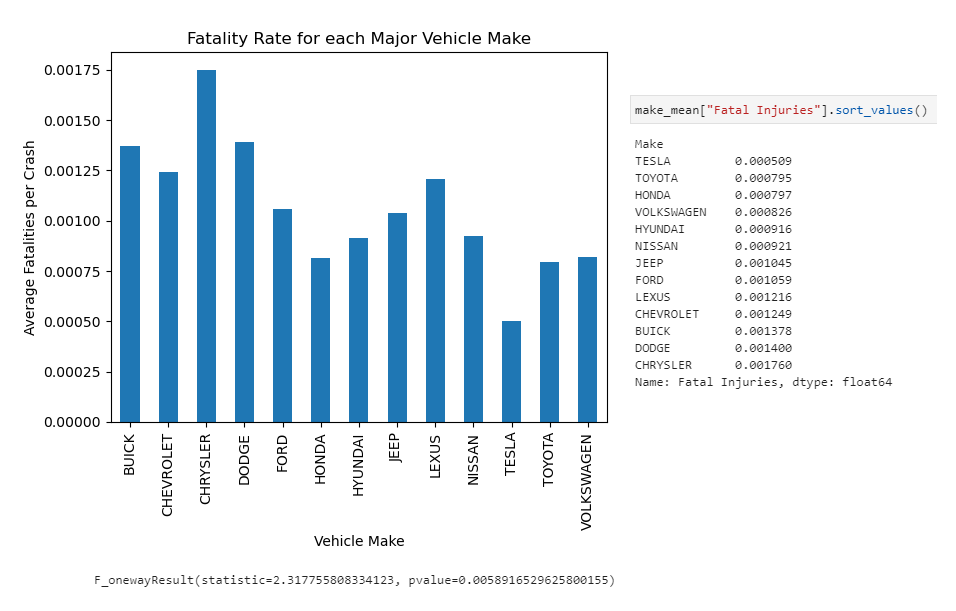 Fatality Rate for each Major Vehicle Make
Average Fatalities per Crash
0.00175
0.00150
0.00125
0.00100
0.00075
0.00050
0.00025
0.00000
BUICK
CHEVROLET
CHRYSLER
DODGE
FORD
HONDA
HYUNDAI
JEEP
LEXUS
NISSAN
TESLA
TOYOTA
VOLKSWAGEN
Vehicle Make
make_mean["Fatal Injuries"].sort_values()
Make
TESLA 0.000509
TOYOTA 0.000795
HONDA 0.000797
VOLKSWAGEN 0.000826
HYUNDAI 0.000916
NISSAN 0.000921
JEEP 0.001045
FORD 0.001059
LEXUS 0.001216
CHEVROLET 0.001249
BUICK 0.001378
DODGE 0.001400
CHRYSLER 0.001760
Name: Fatal Injuries, dtype: float64
F_onewayResult(statistic=2.317755808334123, pvalue=0.0058916529625800155)